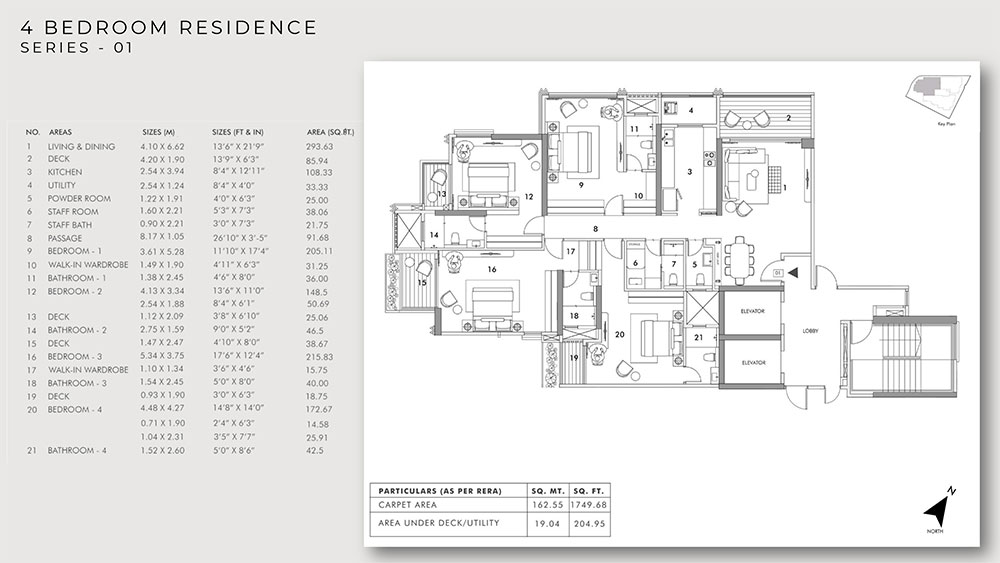 4 BEDROOM RESIDENCE
SERIES - 01
NO. AREAS SIZES (M) SIZES (FT & IN) AREA (SQ.FT.)
1 LIVING & DINING 4.10 X 6.62 13'6" X 21'9" 293.63
2 DECK 4.20 X 1.90 13'9" X 6'3" 85.94
3 KITCHEN 2.54 X 3.94 8'4" X 12'11" 108.33
4 UTILITY 2.54 X 1.24 8'4" X 4'0" 33.33
5 POWDER ROOM 1.22 X 1.91 4'0" X 6'3" 25.00
6 STAFF ROOM 1.60 X 2.21 5'3" X 7'3" 38.06
7 STAFF BATH 0.90 X 2.21 3'0" X 7'3" 21.75
8 PASSAGE 8.17 X 1.05 26'10" X 3'-5" 91.68
9 BEDROOM - 1 3.61 X 5.28 11'10" X 17'4" 205.11
10 WALK-IN WARDROBE 1.49 X 1.90 4'11" X 6'3" 31.25
11 BATHROOM - 1 1.38 X 2.45 4'6" X 8'0" 36.00
12 BEDROOM - 2 4.13 X 3.34 13'6" X 11'0" 148.5
2.54 X 1.88 8'4" X 6'1" 50.69
13 DECK 1.12 X 2.09 3'8" X 6'10" 25.06
14 BATHROOM - 2 2.75 X 1.59 9'0" X 5'2" 46.5
15 DECK 1.47 X 2.47 4'10" X 8'0" 38.67
16 BEDROOM - 3 5.34 X 3.75 17'6" X 12'4" 215.83
17 WALK-IN WARDROBE 1.10 X 1.34 3'6" X 4'6" 15.75
18 BATHROOM - 3 1.54 X 2.45 5'0" X 8'0" 40.00
19 DECK 0.93 X 1.90 3'0" X 6'3" 18.75
20 BEDROOM - 4 4.48 X 4.27 14'8" X 14'0" 172.67
0.71 X 1.90 2'4" X 6'3" 14.58
1.04 X 2.31 3'5" X 7'7" 25.91
21 BATHROOM - 4 1.52 X 2.60 5'0" X 8'6" 42.5
Key Plan
4
2
11
3
1
9
10
12
13
14
8
17
16
15
6
7
5
01
18
20
21
19
ELEVATOR
ELEVATOR
LOBBY
PARTICULARS (AS PER RERA) SQ. MT. SQ. FT.
CARPET AREA 162.55 1749.68
AREA UNDER DECK/UTILITY 19.04 204.95
N
NORTH